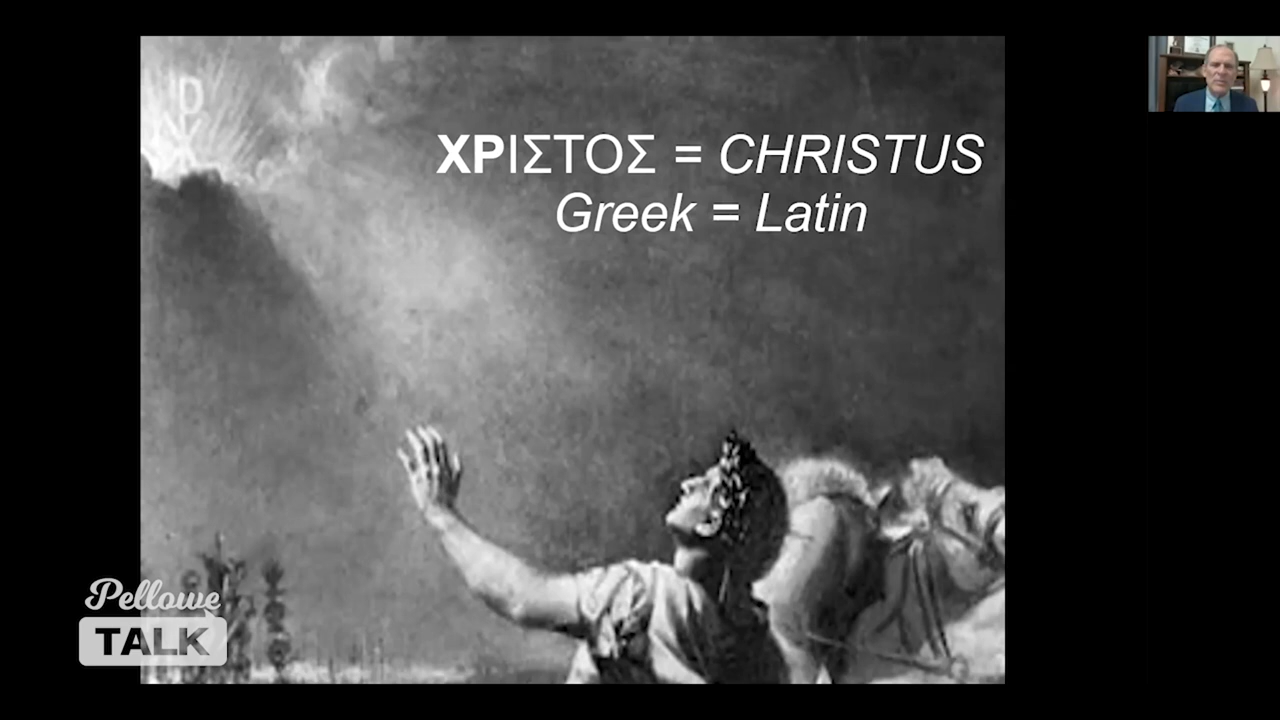 ΧΡΙΣΤΟΣ = CHRISTUS
Greek = Latin
Pellowe
TALK